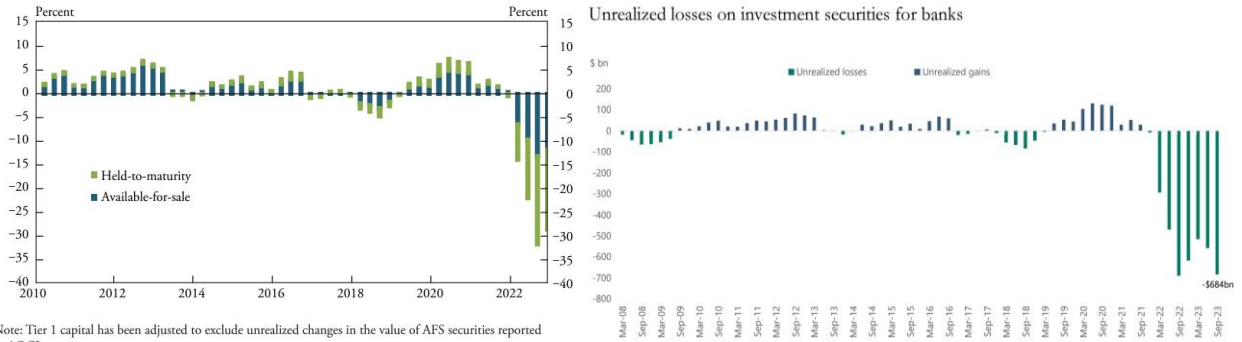 Percent
Percent
15
10
5
0
−5
−10
−15
−20
−25
−30
−35
−40
15
10
5
0
−5
−10
−15
−20
−25
−30
−35
−40
Held-to-maturity
Available-for-sale
2010 2012 2014 2016 2018 2020 2022
Note: Tier 1 capital has been adjusted to exclude unrealized changes in the value of AFS securities reported
Unrealized losses on investment securities for banks
$ bn
Unrealized losses Unrealized gains
200
100
0
-100
-200
-300
-400
-500
-600
-700
-800
-$684bn
Mar-08
Sep-08
Mar-09
Sep-09
Mar-10
Sep-10
Mar-11
Sep-11
Mar-12
Sep-12
Mar-13
Sep-13
Mar-14
Sep-14
Mar-15
Sep-15
Mar-16
Sep-16
Mar-17
Sep-17
Mar-18
Sep-18
Mar-19
Sep-19
Mar-20
Sep-20
Mar-21
Sep-21
Mar-22
Sep-22
Mar-23
Sep-23